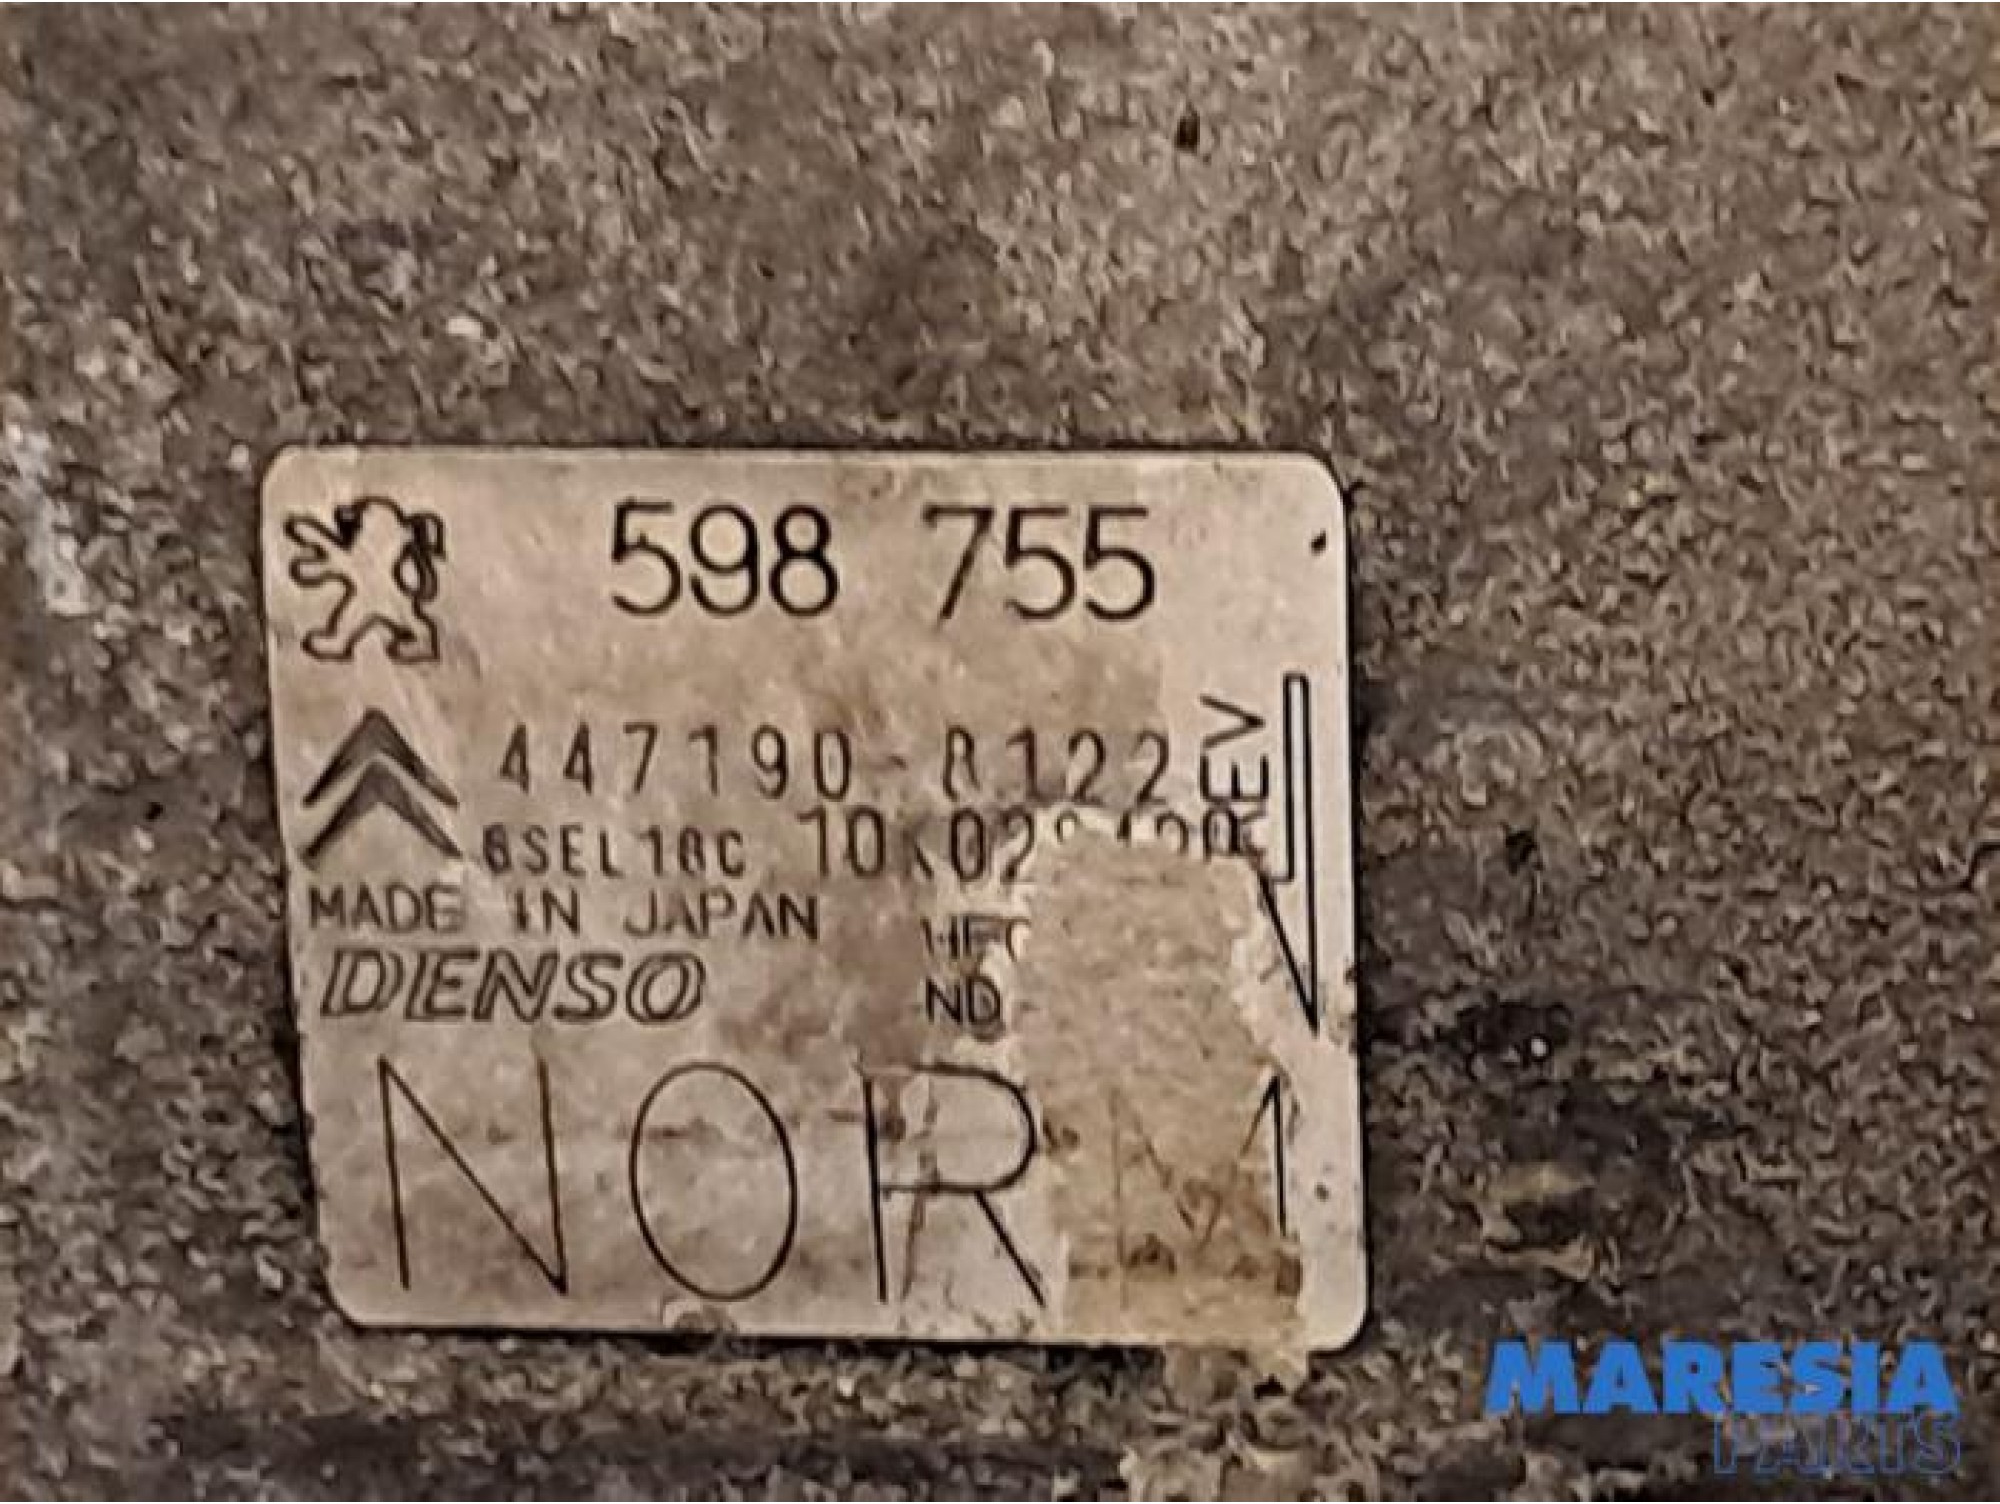 598 755
447190-8122
6SEL16C
REV
MADE IN JAPAN
DENSO
ND
NORM
MARESIA
PARTS